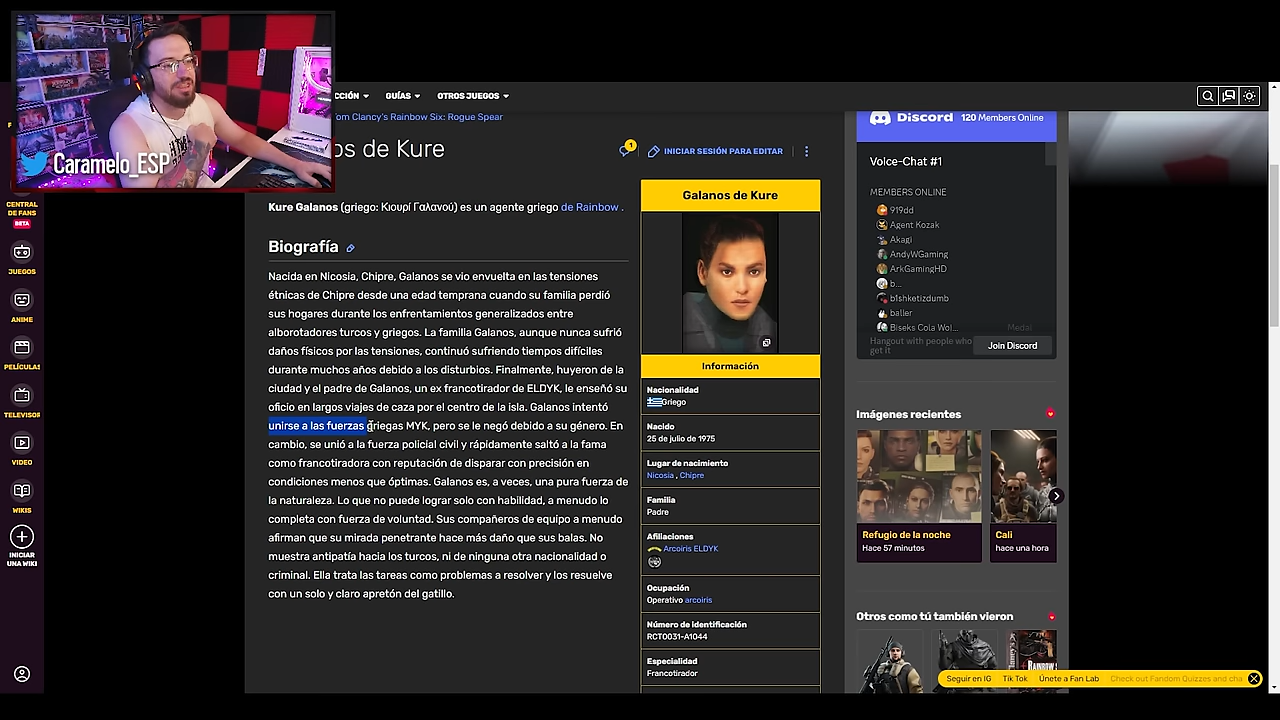 Caramelo_ESP
CCIÓN
GUÍAS
OTROS JUEGOS
om Clancy's Rainbow Six: Rogue Spear
os de Kure
1
INICIAR SESIÓN PARA EDITAR
CENTRAL
DE FANS
BETA
JUEGOS
ANIME
PELÍCULAS
TELEVISOR
VIDEO
WIKIS
INICIAR
UNA WIKI
Kure Galanos (griego: Κιουρί Γαλανού) es un agente griego de Rainbow .
Biografía
Nacida en Nicosia, Chipre, Galanos se vio envuelta en las tensiones
étnicas de Chipre desde una edad temprana cuando su familia perdió
sus hogares durante los enfrentamientos generalizados entre
alborotadores turcos y griegos. La familia Galanos, aunque nunca sufrió
daños físicos por las tensiones, continuó sufriendo tiempos difíciles
durante muchos años debido a los disturbios. Finalmente, huyeron de la
ciudad y el padre de Galanos, un ex francotirador de ELDYK, le enseñó su
oficio en largos viajes de caza por el centro de la isla. Galanos intentó
unirse a las fuerzas griegas MYK, pero se le negó debido a su género. En
cambio, se unió a la fuerza policial civil y rápidamente saltó a la fama
como francotiradora con reputación de disparar con precisión en
condiciones menos que óptimas. Galanos es, a veces, una pura fuerza de
la naturaleza. Lo que no puede lograr solo con habilidad, a menudo lo
completa con fuerza de voluntad. Sus compañeros de equipo a menudo
afirman que su mirada penetrante hace más daño que sus balas. No
muestra antipatía hacia los turcos, ni de ninguna otra nacionalidad o
criminal. Ella trata las tareas como problemas a resolver y los resuelve
con un solo y claro apretón del gatillo.
Galanos de Kure
Información
Nacionalidad
Griego
Nacido
25 de julio de 1975
Lugar de nacimiento
Nicosia , Chipre
Familia
Padre
Afiliaciones
Arcoiris ELDYK
Ocupación
Operativo arcoiris
Número de identificación
RCT0031-A1044
Especialidad
Francotirador
Discord 120 Members Online
Voice-Chat #1
MEMBERS ONLINE
919dd
Agent Kozak
Akagi
AndyWGaming
ArkGamingHD
b...
b1shketizdumb
baller
Biseks Cola Wol...
Medal
Hangout with people who
get it
Join Discord
Imágenes recientes
Refugio de la noche
Hace 57 minutos
Cali
hace una hora
Otros como tú también vieron
Seguir en IG
Tik Tok
Únete a Fan Lab
Check out Fandom Quizzes and cha